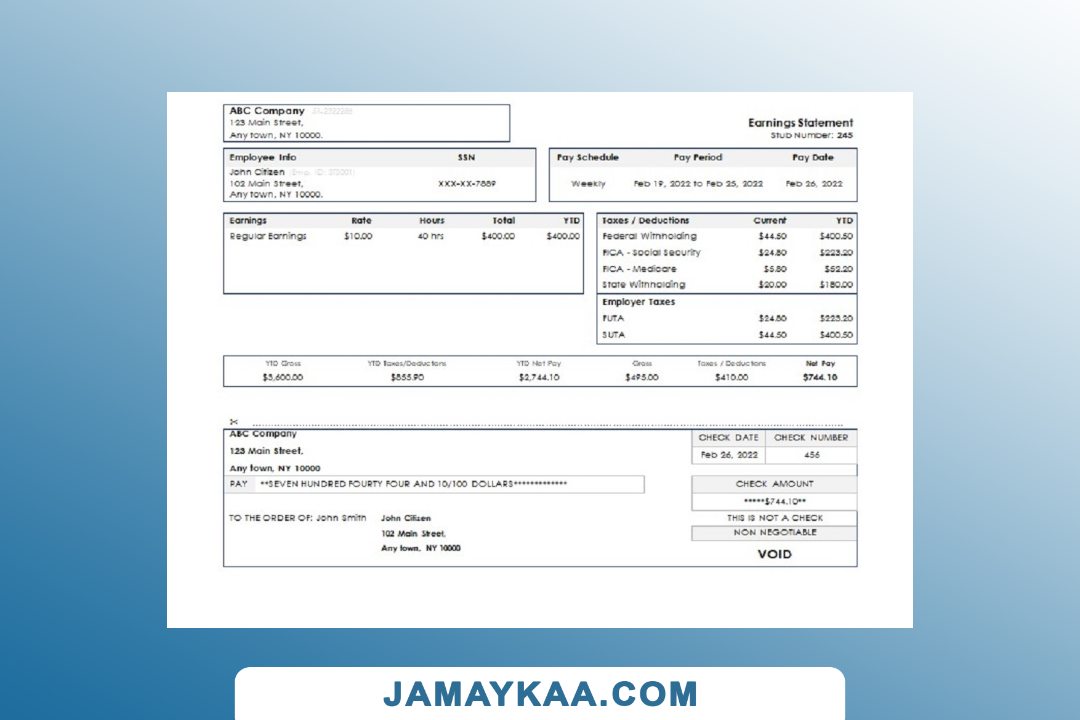 ABC Company
123 Main Street,
Any town, NY 10000.
Earnings Statement
Stub Number: 245
Employee Info SSN
John Citizen
102 Main Street,
Any town, NY 10000.
XXX-XX-7889
Pay Schedule Pay Period Pay Date
Weekly Feb 19, 2022 to Feb 25, 2022 Feb 26, 2022
Earnings Rate Hours Total YTD
Regular Earnings $10.00 40 hrs $400.00 $400.00
Taxes / Deductions Current YTD
Federal Withholding $44.50 $400.50
FICA - Social Security $24.80 $223.20
FICA - Medicare $5.80 $52.20
State Withholding $20.00 $180.00
Employer Taxes
FUTA $24.80 $223.20
SUTA $44.50 $400.50
YTD Gross YTD Taxes/Deductions YTD Net Pay Gross Taxes / Deductions Net Pay
$3,600.00 $855.90 $2,744.10 $495.00 $410.00 $744.10
ABC Company
123 Main Street,
Any town, NY 10000
CHECK DATE CHECK NUMBER
Feb 26, 2022 456
PAY **SEVEN HUNDRED FOURTY FOUR AND 10/100 DOLLARS*************
CHECK AMOUNT
*****$744.10**
TO THE ORDER OF: John Smith John Citizen
102 Main Street,
Any town, NY 10000
THIS IS NOT A CHECK
NON NEGOTIABLE
VOID
JAMAYKAA.COM